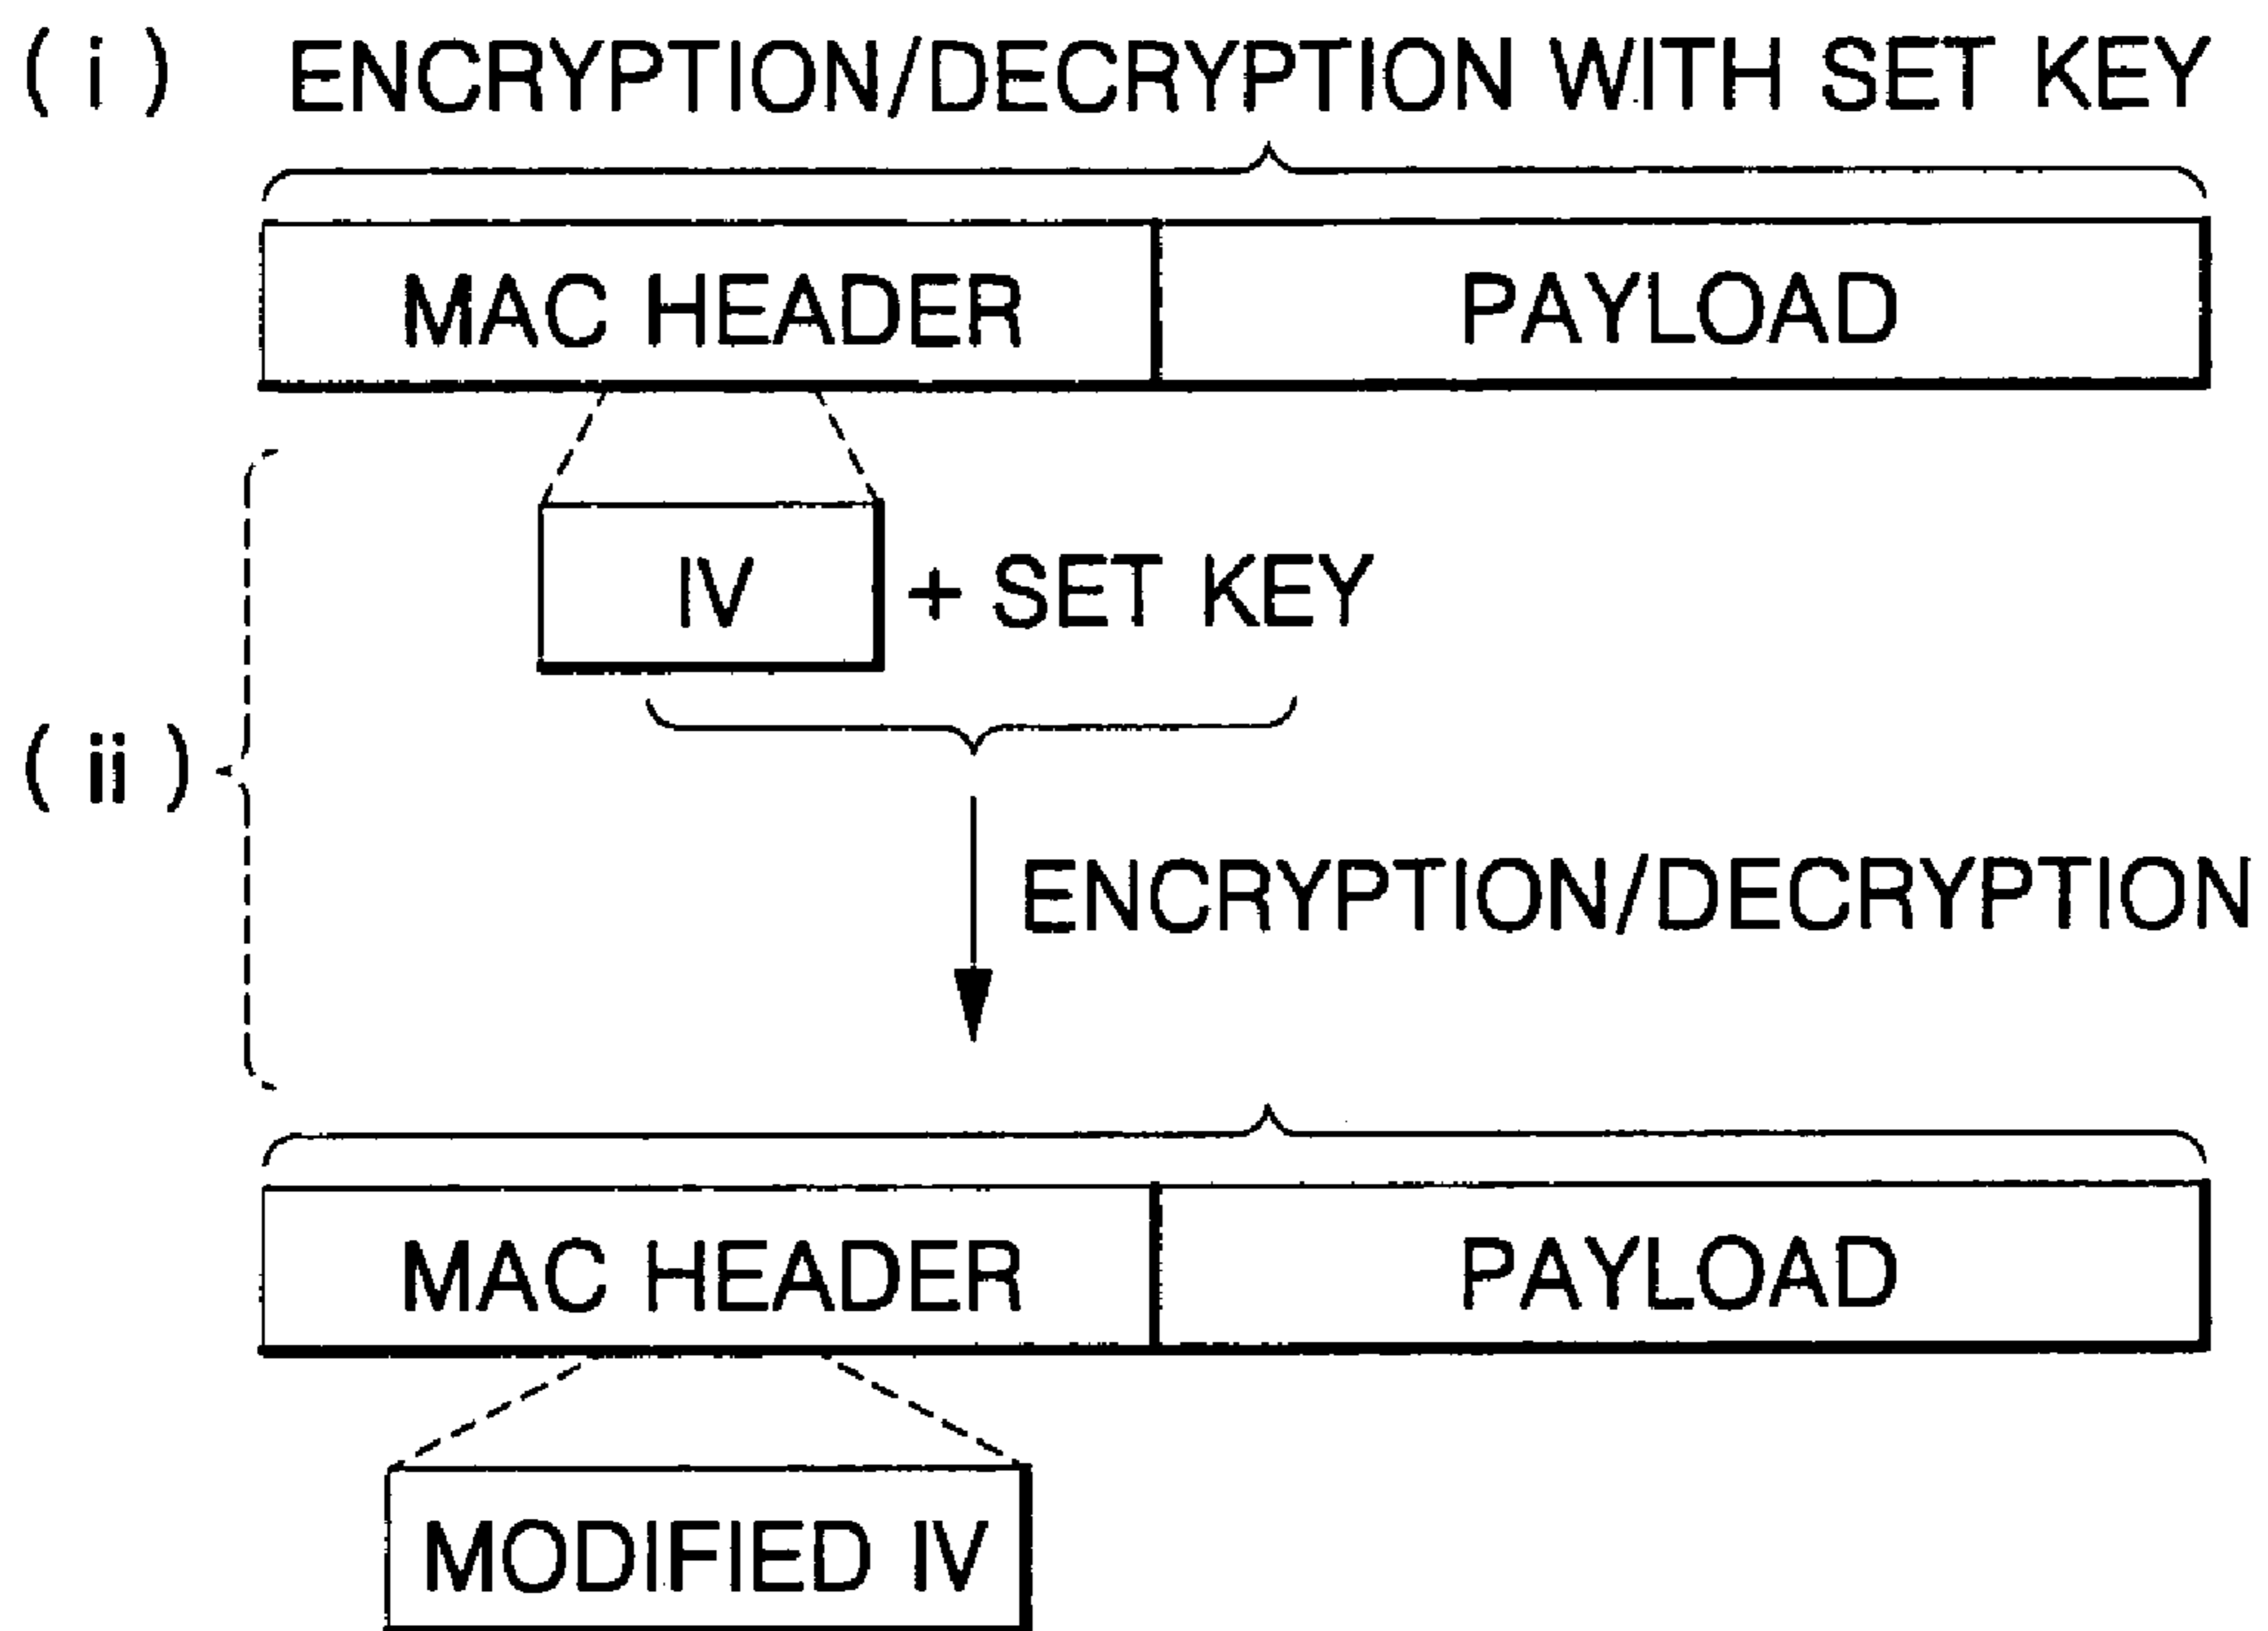 ( i ) ENCRYPTION/DECRYPTION WITH SET KEY
MAC HEADER PAYLOAD
IV + SET KEY
( ii )
ENCRYPTION/DECRYPTION
MAC HEADER PAYLOAD
MODIFIED IV